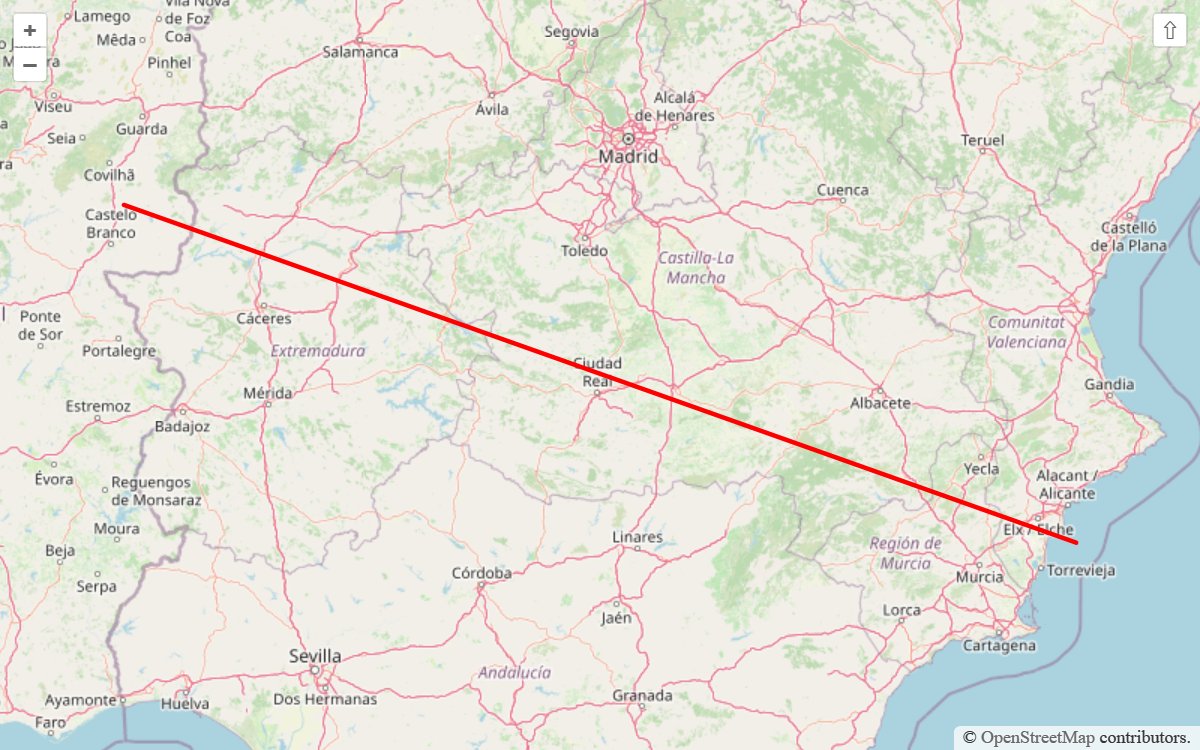 Lamego
Vila Nova
de Foz
Coa
Mêda
Segovia
Salamanca
Pinhel
Viseu
Ávila
Alcalá
de Henares
Guarda
Seia
Madrid
Teruel
Covilhã
Cuenca
Castelo
Branco
Castelló
de la Plana
Toledo
Castilla-La
Mancha
Ponte
de Sor
Cáceres
Comunitat
Valenciana
Portalegre
Extremadura
Ciudad
Real
Gandia
Mérida
Albacete
Estremoz
Badajoz
Yecla
Évora
Alacant /
Alicante
Reguengos
de Monsaraz
Moura
Elx / Elche
Linares
Región de
Murcia
Beja
Córdoba
Murcia
Torrevieja
Serpa
Jaén
Lorca
Cartagena
Sevilla
Andalucía
Ayamonte
Huelva
Dos Hermanas
Granada
Faro
© OpenStreetMap contributors.